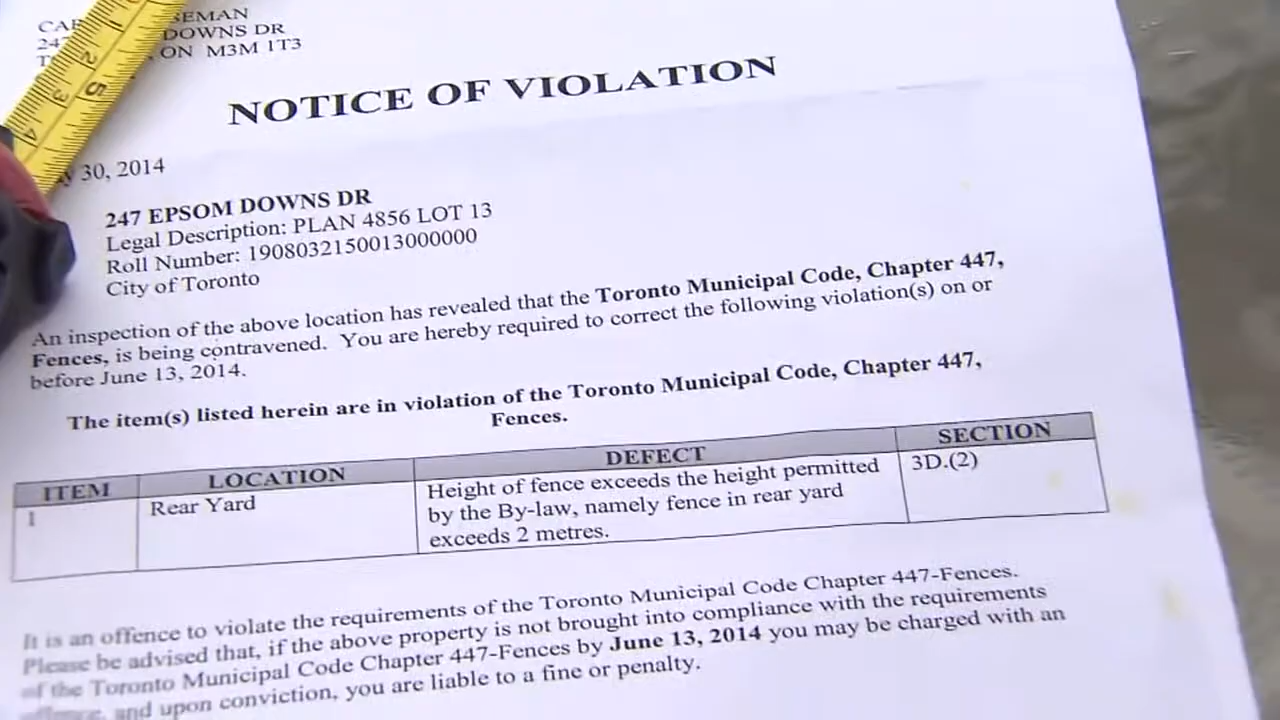 CAR SEMAN
247 DOWNS DR
ON M3M 1T3
NOTICE OF VIOLATION
30, 2014
247 EPSOM DOWNS DR
Legal Description: PLAN 4856 LOT 13
Roll Number: 1908032150013000000
City of Toronto
An inspection of the above location has revealed that the Toronto Municipal Code, Chapter 447,
Fences, is being contravened. You are hereby required to correct the following violation(s) on or
before June 13, 2014.
The item(s) listed herein are in violation of the Toronto Municipal Code, Chapter 447,
Fences.
ITEM LOCATION DEFECT SECTION
1 Rear Yard Height of fence exceeds the height permitted 3D.(2)
by the By-law, namely fence in rear yard
exceeds 2 metres.
It is an offence to violate the requirements of the Toronto Municipal Code Chapter 447-Fences.
Please be advised that, if the above property is not brought into compliance with the requirements
of the Toronto Municipal Code Chapter 447-Fences by June 13, 2014 you may be charged with an
offence, and upon conviction, you are liable to a fine or penalty.
2 3 4 5